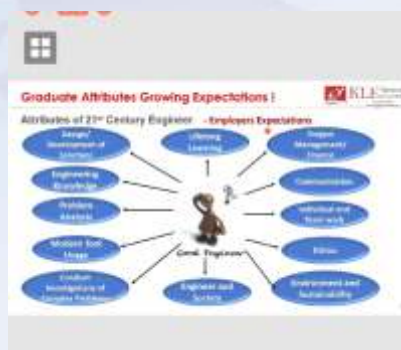 Graduate Attributes Growing Expectations !
KLE
Attributes of 21st Century Engineer - Employers Expectations
Design/
Development of
Solutions
Lifelong
Learning
Project
Management/
Finance
Engineering
Knowledge
Communication
Problem
Analysis
Individual and
Team work
Modern Tool
Usage
Ethics
Conduct
Investigations of
Complex Problems
Good Engineer
Engineer and
Society
Environment and
Sustainability